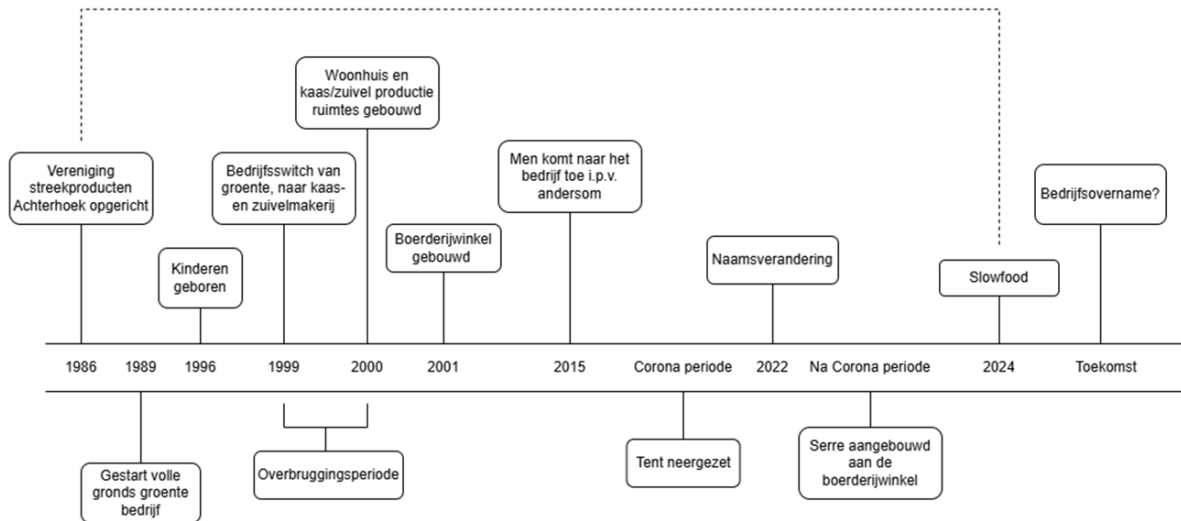 Woonhuis en
kaas/zuivel productie
ruimtes gebouwd
Vereniging
streekproducten
Achterhoek opgericht
Bedrijfsswitch van
groente, naar kaas-
en zuivelmakerij
Men komt naar het
bedrijf toe i.p.v.
andersom
Bedrijfsovername?
Kinderen
geboren
Boerderijwinkel
gebouwd
Naamsverandering
Slowfood
1986
1989
1996
1999
2000
2001
2015
Corona periode
2022
Na Corona periode
2024
Toekomst
Gestart volle
gronds groente
bedrijf
Overbruggingsperiode
Tent neergezet
Serre aangebouwd
aan de
boerderijwinkel